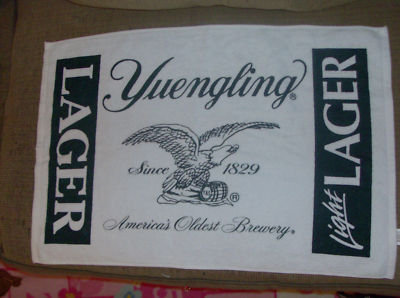 LAGER
Yuengling®
Since 1829
®
America's Oldest Brewery®
Light LAGER